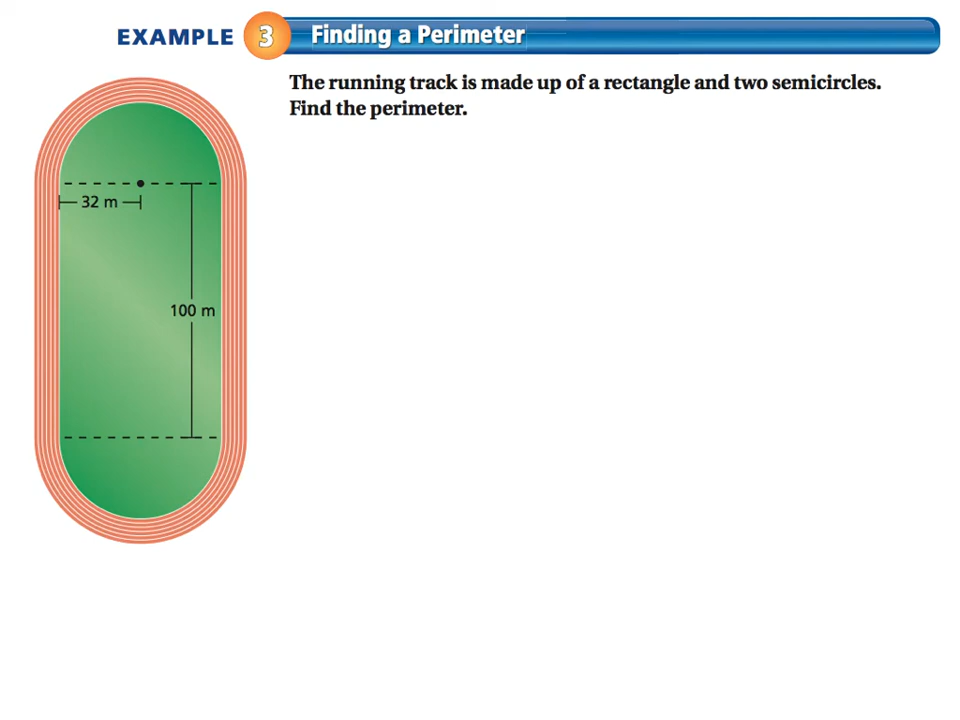 EXAMPLE 3 Finding a Perimeter
The running track is made up of a rectangle and two semicircles.
Find the perimeter.
32 m
100 m